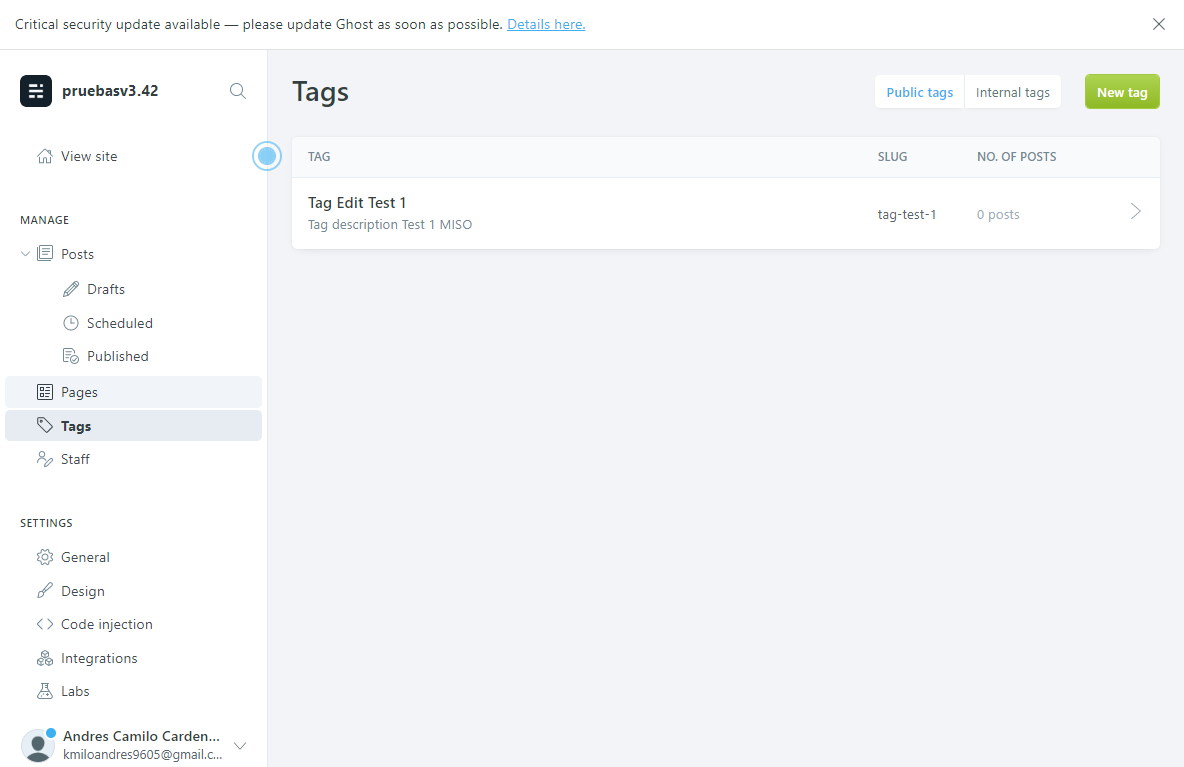 Critical security update available — please update Ghost as soon as possible. Details here.
pruebasv3.42
View site
MANAGE
Posts
Drafts
Scheduled
Published
Pages
Tags
Staff
SETTINGS
General
Design
Code injection
Integrations
Labs
Andres Camilo Carden...
kmiloandres9605@gmail.c...
Tags
Public tags
Internal tags
New tag
TAG SLUG NO. OF POSTS
Tag Edit Test 1
Tag description Test 1 MISO
tag-test-1
0 posts